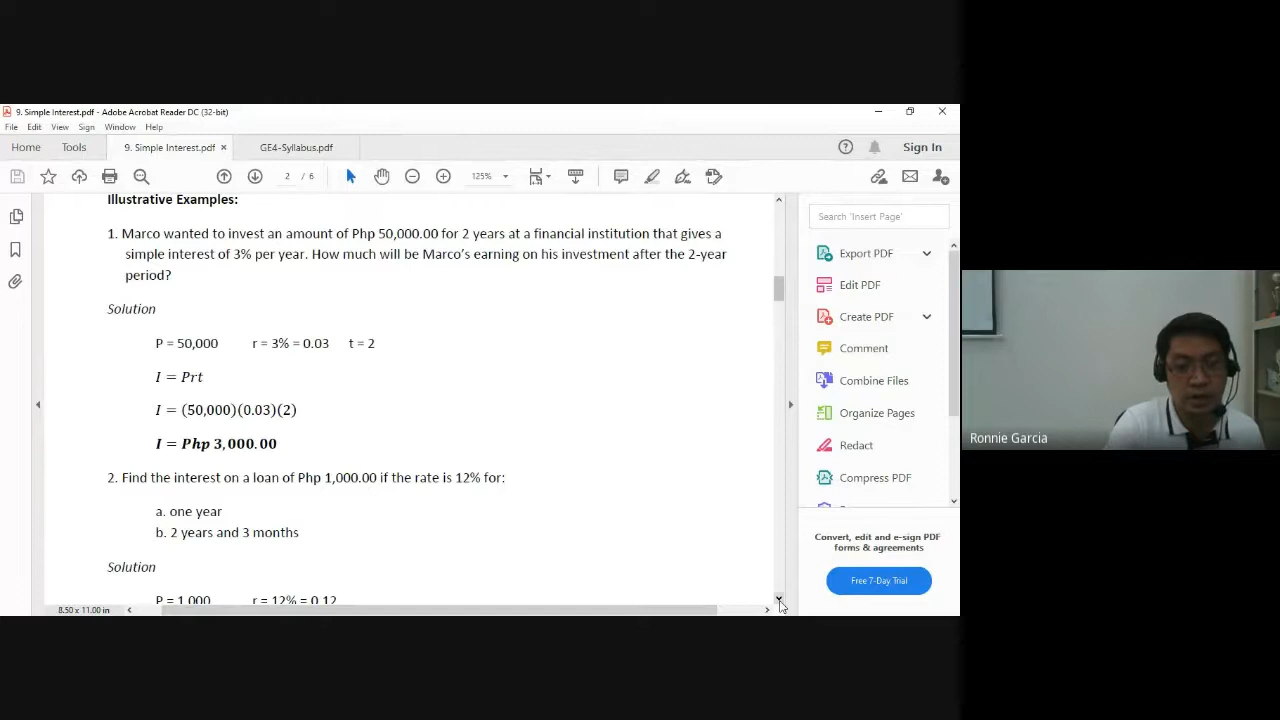 9. Simple Interest.pdf - Adobe Acrobat Reader DC (32-bit)
File Edit View Sign Window Help
Home Tools 9. Simple Interest.pdf × GE4-Syllabus.pdf Sign In
2 / 6 125%
Illustrative Examples:
1. Marco wanted to invest an amount of Php 50,000.00 for 2 years at a financial institution that gives a
simple interest of 3% per year. How much will be Marco’s earning on his investment after the 2-year
period?
Solution
P = 50,000 r = 3% = 0.03 t = 2
I = Prt
I = (50,000)(0.03)(2)
I = Php 3,000.00
2. Find the interest on a loan of Php 1,000.00 if the rate is 12% for:
a. one year
b. 2 years and 3 months
Solution
P = 1,000 r = 12% = 0.12
8.50 x 11.00 in
Search 'Insert Page'
Export PDF
Edit PDF
Create PDF
Comment
Combine Files
Organize Pages
Redact
Compress PDF
Convert, edit and e-sign PDF
forms & agreements
Free 7-Day Trial
Ronnie Garcia